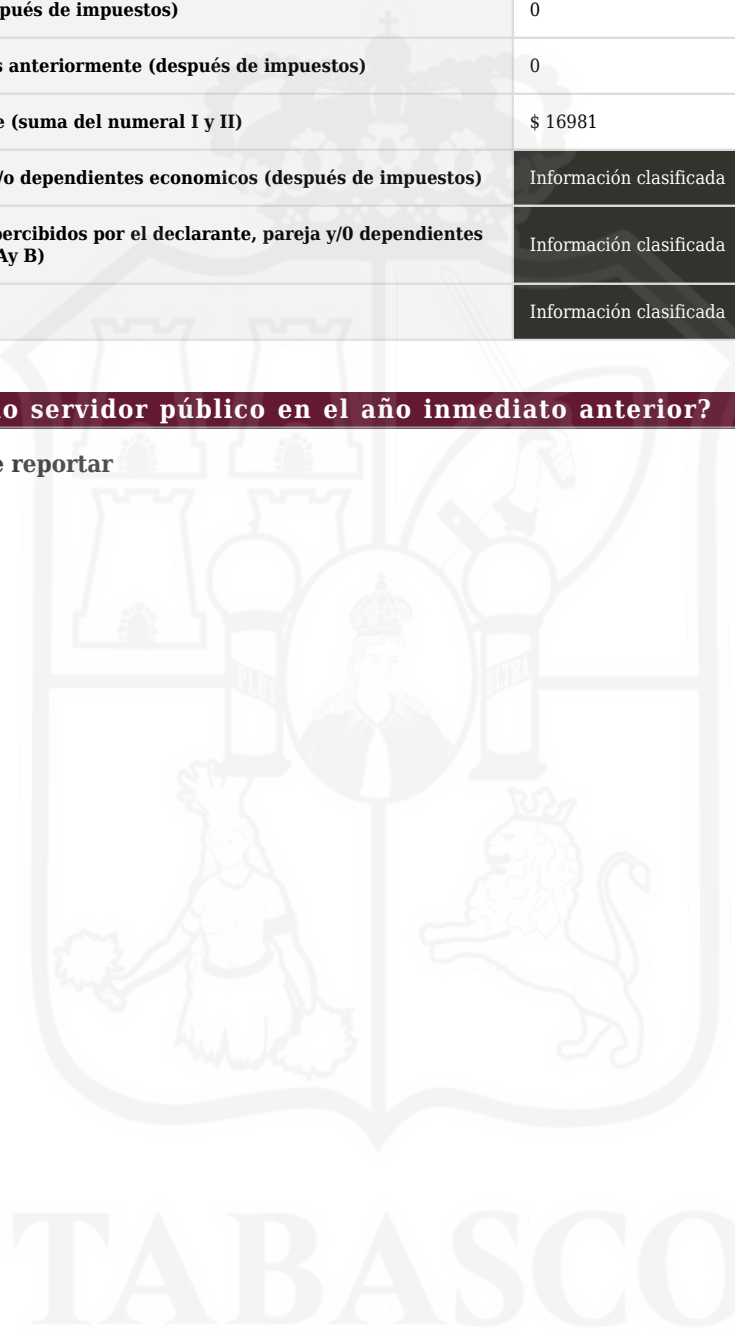 pués de impuestos) 0
s anteriormente (después de impuestos) 0
e (suma del numeral I y II) $ 16981
/o dependientes economicos (después de impuestos) Información clasificada
percibidos por el declarante, pareja y/0 dependientes
Ay B) Información clasificada
Información clasificada
o servidor público en el año inmediato anterior?
e reportar
PLUS ULTRA
TABASCO